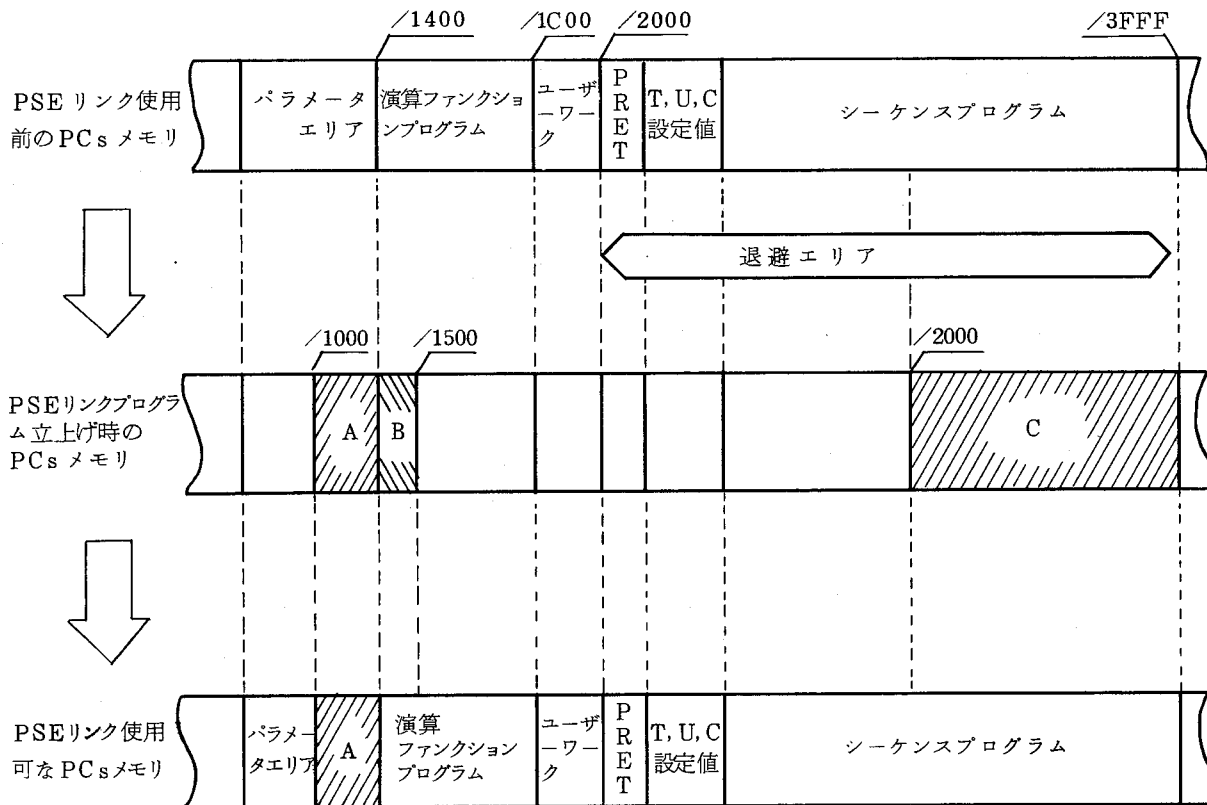 /1400
/1C00
/2000
/3FFF
PSEリンク使用
前のPCsメモリ
パラメータ
エリア
演算ファンクショ
ンプログラム
ユーザ
ーワー
ク
P
R
E
T
T, U, C
設定値
シーケンスプログラム
退避エリア
/1000
/1500
/2000
PSEリンクプログラ
ム立上げ時の
PCsメモリ
A
B
C
PSEリンク使用
可なPCsメモリ
パラメー
タエリア
A
演算
ファンクション
プログラム
ユーザ
ーワー
ク
P
R
E
T
T, U, C
設定値
シーケンスプログラム